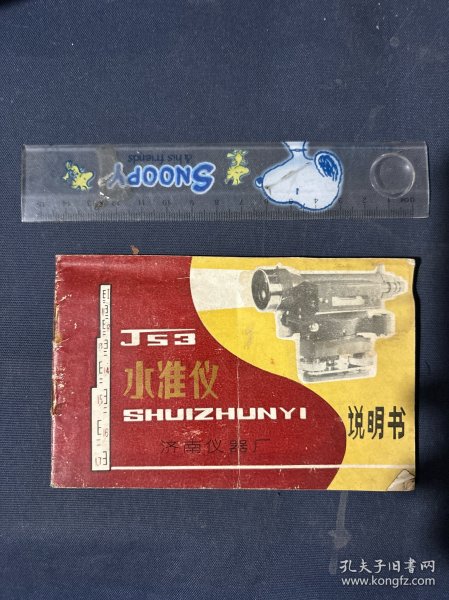 SNOOPY
& his friends
JS3
水准仪
SHUIZHUNYI
济南仪器厂
说明书
孔夫子旧书网
www.kongfz.com